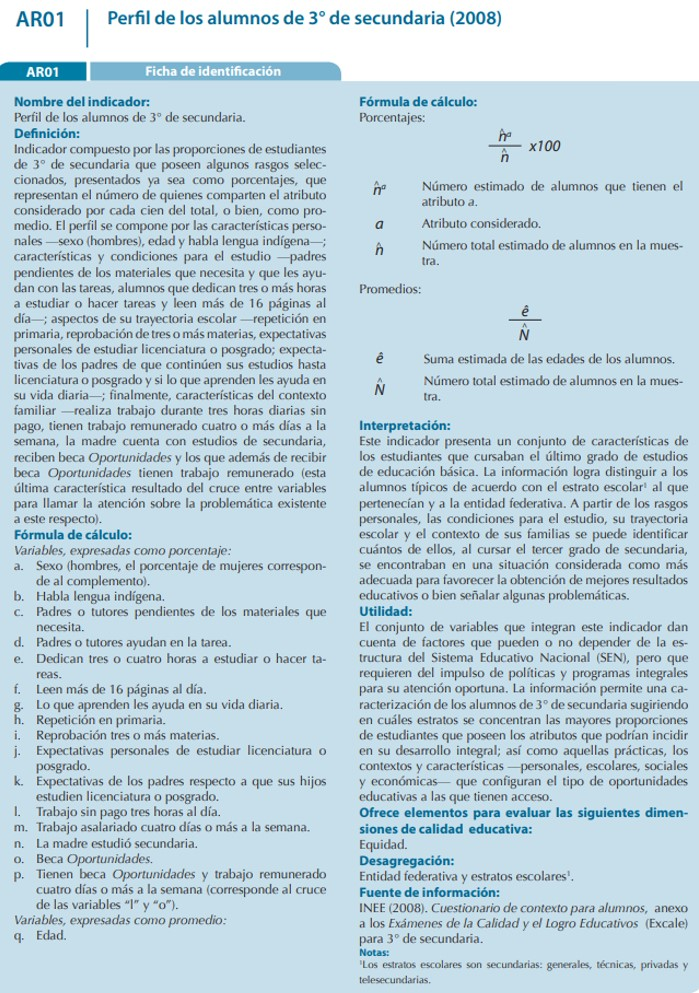 AR01
Perfil de los alumnos de 3° de secundaria (2008)
AR01
Ficha de identificación
Nombre del indicador:
Perfil de los alumnos de 3° de secundaria.
Definición:
Indicador compuesto por las proporciones de estudiantes
de 3° de secundaria que poseen algunos rasgos selec-
cionados, presentados ya sea como porcentajes, que
representan el número de quienes comparten el atributo
considerado por cada cien del total, o bien, como pro-
medio. El perfil se compone por las características perso-
nales —sexo (hombres), edad y habla lengua indígena—;
características y condiciones para el estudio —padres
pendientes de los materiales que necesita y que les ayu-
dan con las tareas, alumnos que dedican tres o más horas
a estudiar o hacer tareas y leen más de 16 páginas al
día—; aspectos de su trayectoria escolar —repetición en
primaria, reprobación de tres o más materias, expectativas
personales de estudiar licenciatura o posgrado; expecta-
tivas de los padres de que continúen sus estudios hasta
licenciatura o posgrado y si lo que aprenden les ayuda en
su vida diaria—; finalmente, características del contexto
familiar —realiza trabajo durante tres horas diarias sin
pago, tienen trabajo remunerado cuatro o más días a la
semana, la madre cuenta con estudios de secundaria,
reciben beca Oportunidades y los que además de recibir
beca Oportunidades tienen trabajo remunerado (esta
última característica resultado del cruce entre variables
para llamar la atención sobre la problemática existente
a este respecto).
Fórmula de cálculo:
Variables, expresadas como porcentaje:
a. Sexo (hombres, el porcentaje de mujeres correspon-
de al complemento).
b. Habla lengua indígena.
c. Padres o tutores pendientes de los materiales que
necesita.
d. Padres o tutores ayudan en la tarea.
e. Dedican tres o cuatro horas a estudiar o hacer ta-
reas.
f. Leen más de 16 páginas al día.
g. Lo que aprenden les ayuda en su vida diaria.
h. Repetición en primaria.
i. Reprobación tres o más materias.
j. Expectativas personales de estudiar licenciatura o
posgrado.
k. Expectativas de los padres respecto a que sus hijos
estudien licenciatura o posgrado.
l. Trabajo sin pago tres horas al día.
m. Trabajo asalariado cuatro días o más a la semana.
n. La madre estudió secundaria.
o. Beca Oportunidades.
p. Tienen beca Oportunidades y trabajo remunerado
cuatro días o más a la semana (corresponde al cruce
de las variables “l” y “o”).
Variables, expresadas como promedio:
q. Edad.
Fórmula de cálculo:
Porcentajes:
n̂ᵃ
n̂ x100
n̂ᵃ Número estimado de alumnos que tienen el
atributo a.
a Atributo considerado.
n̂ Número total estimado de alumnos en la mues-
tra.
Promedios:
ê
N̂
ê Suma estimada de las edades de los alumnos.
N̂ Número total estimado de alumnos en la mues-
tra.
Interpretación:
Este indicador presenta un conjunto de características de
los estudiantes que cursaban el último grado de estudios
de educación básica. La información logra distinguir a los
alumnos típicos de acuerdo con el estrato escolar¹ al que
pertenecían y a la entidad federativa. A partir de los rasgos
personales, las condiciones para el estudio, su trayectoria
escolar y el contexto de sus familias se puede identificar
cuántos de ellos, al cursar el tercer grado de secundaria,
se encontraban en una situación considerada como más
adecuada para favorecer la obtención de mejores resultados
educativos o bien señalar algunas problemáticas.
Utilidad:
El conjunto de variables que integran este indicador dan
cuenta de factores que pueden o no depender de la es-
tructura del Sistema Educativo Nacional (SEN), pero que
requieren del impulso de políticas y programas integrales
para su atención oportuna. La información permite una ca-
racterización de los alumnos de 3° de secundaria sugiriendo
en cuáles estratos se concentran las mayores proporciones
de estudiantes que poseen los atributos que podrían incidir
en su desarrollo integral; así como aquellas prácticas, los
contextos y características —personales, escolares, sociales
y económicas— que configuran el tipo de oportunidades
educativas a las que tienen acceso.
Ofrece elementos para evaluar las siguientes dimen-
siones de calidad educativa:
Equidad.
Desagregación:
Entidad federativa y estratos escolares¹.
Fuente de información:
INEE (2008). Cuestionario de contexto para alumnos, anexo
a los Exámenes de la Calidad y el Logro Educativos (Excale)
para 3° de secundaria.
Notas:
¹Los estratos escolares son secundarias: generales, técnicas, privadas y
telesecundarias.